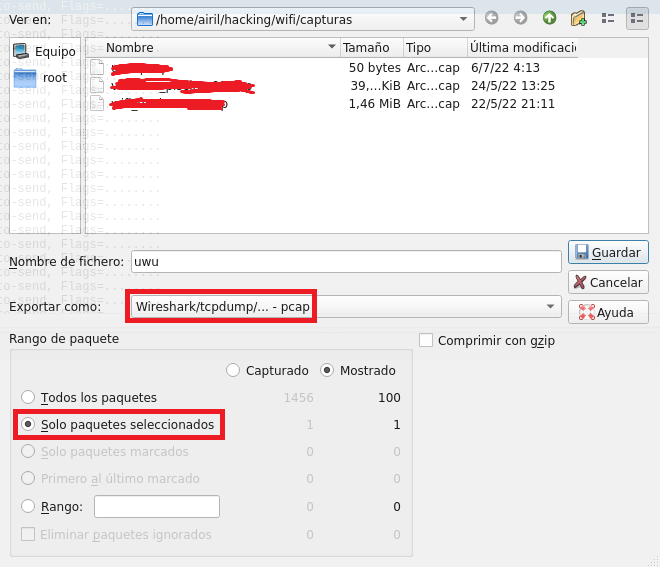 Ver en: /home/airil/hacking/wifi/capturas
Equipo
root
Nombre Tamaño Tipo Última modificació
50 bytes Arc...cap 6/7/22 4:13
39,...KiB Arc...cap 24/5/22 13:25
1,46 MiB Arc...cap 22/5/22 21:11
Nombre de fichero: uwu
Guardar
Cancelar
Exportar como: Wireshark/tcpdump/... - pcap
Ayuda
Rango de paquete
Comprimir con gzip
Capturado Mostrado
Todos los paquetes 1456 100
Solo paquetes seleccionados 1 1
Solo paquetes marcados 0 0
Primero al último marcado 0 0
Rango: 0 0
Eliminar paquetes ignorados 0 0